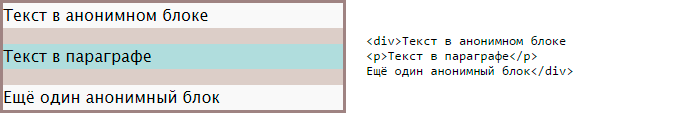 Текст в анонимном блоке
Текст в параграфе
Ещё один анонимный блок
<div>Текст в анонимном блоке
<p>Текст в параграфе</p>
Ещё один анонимный блок</div>